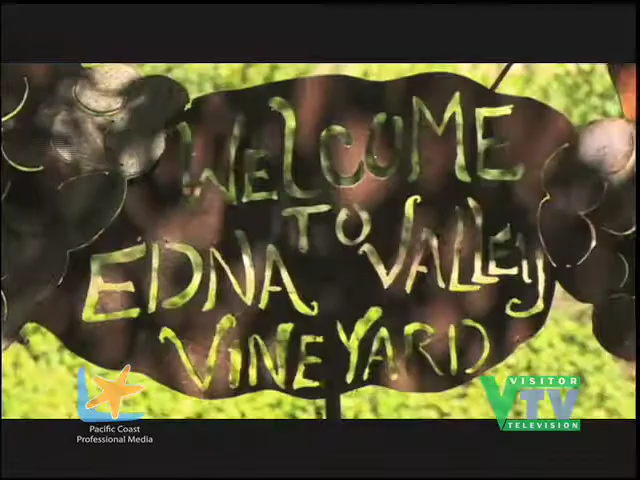 WELCOME
TO
EDNA VALLEY
VINEYARD
Pacific Coast
Professional Media
VISITOR
VTV
TELEVISION